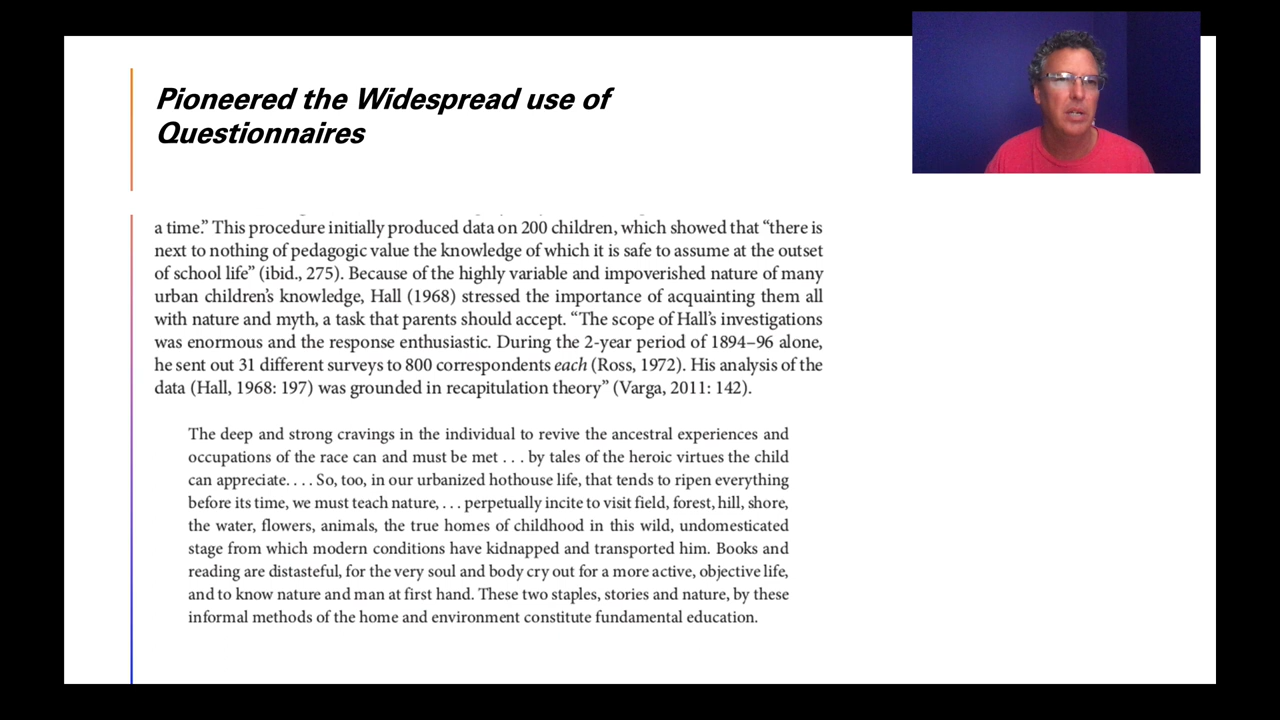 Pioneered the Widespread use of
Questionnaires
a time.” This procedure initially produced data on 200 children, which showed that “there is
next to nothing of pedagogic value the knowledge of which it is safe to assume at the outset
of school life” (ibid., 275). Because of the highly variable and impoverished nature of many
urban children’s knowledge, Hall (1968) stressed the importance of acquainting them all
with nature and myth, a task that parents should accept. “The scope of Hall’s investigations
was enormous and the response enthusiastic. During the 2-year period of 1894–96 alone,
he sent out 31 different surveys to 800 correspondents each (Ross, 1972). His analysis of the
data (Hall, 1968: 197) was grounded in recapitulation theory” (Varga, 2011: 142).
The deep and strong cravings in the individual to revive the ancestral experiences and
occupations of the race can and must be met . . . by tales of the heroic virtues the child
can appreciate. . . . So, too, in our urbanized hothouse life, that tends to ripen everything
before its time, we must teach nature, . . . perpetually incite to visit field, forest, hill, shore,
the water, flowers, animals, the true homes of childhood in this wild, undomesticated
stage from which modern conditions have kidnapped and transported him. Books and
reading are distasteful, for the very soul and body cry out for a more active, objective life,
and to know nature and man at first hand. These two staples, stories and nature, by these
informal methods of the home and environment constitute fundamental education.